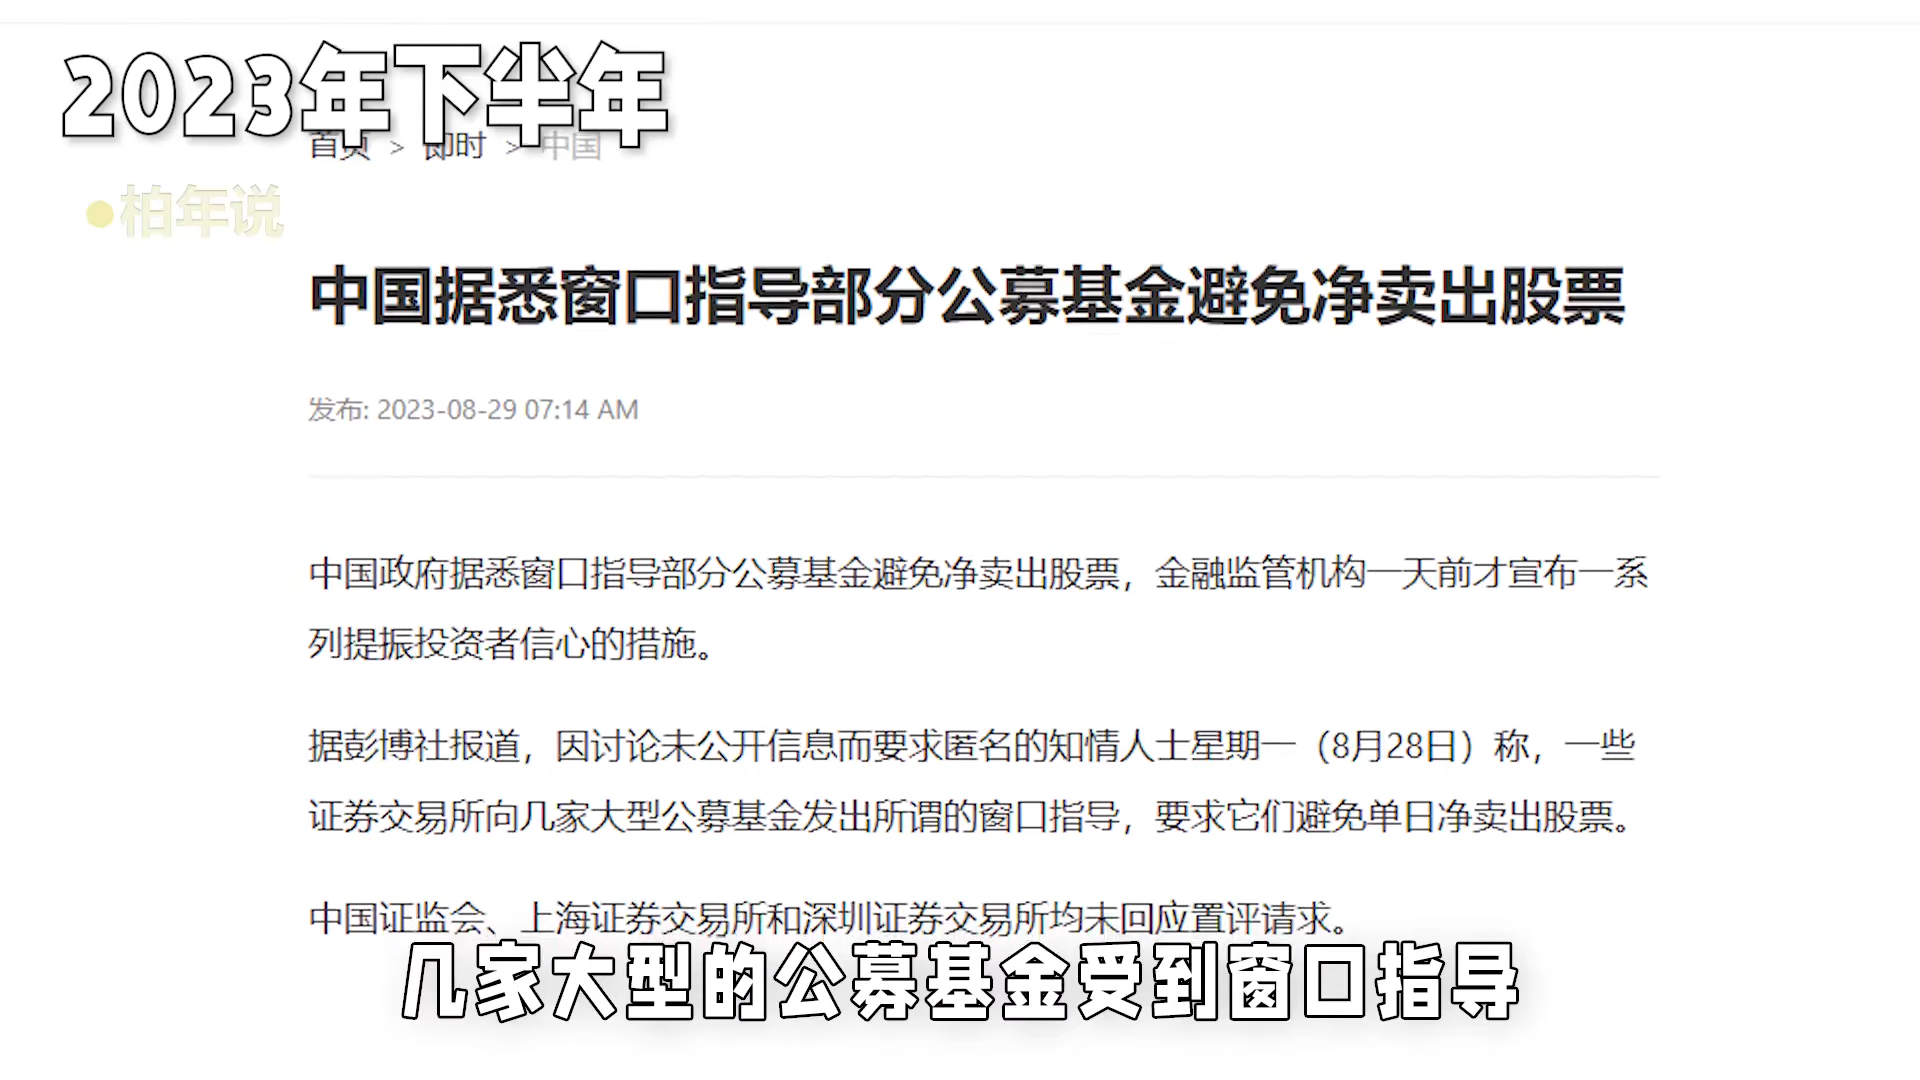 2023年下半年
首页 > 即时 > 中国
柏年说
中国据悉窗口指导部分公募基金避免净卖出股票
发布: 2023-08-29 07:14 AM
中国政府据悉窗口指导部分公募基金避免净卖出股票，金融监管机构一天前才宣布一系
列提振投资者信心的措施。
据彭博社报道，因讨论未公开信息而要求匿名的知情人士星期一（8月28日）称，一些
证券交易所向几家大型公募基金发出所谓的窗口指导，要求它们避免单日净卖出股票。
中国证监会、上海证券交易所和深圳证券交易所均未回应置评请求。
几家大型的公募基金受到窗口指导